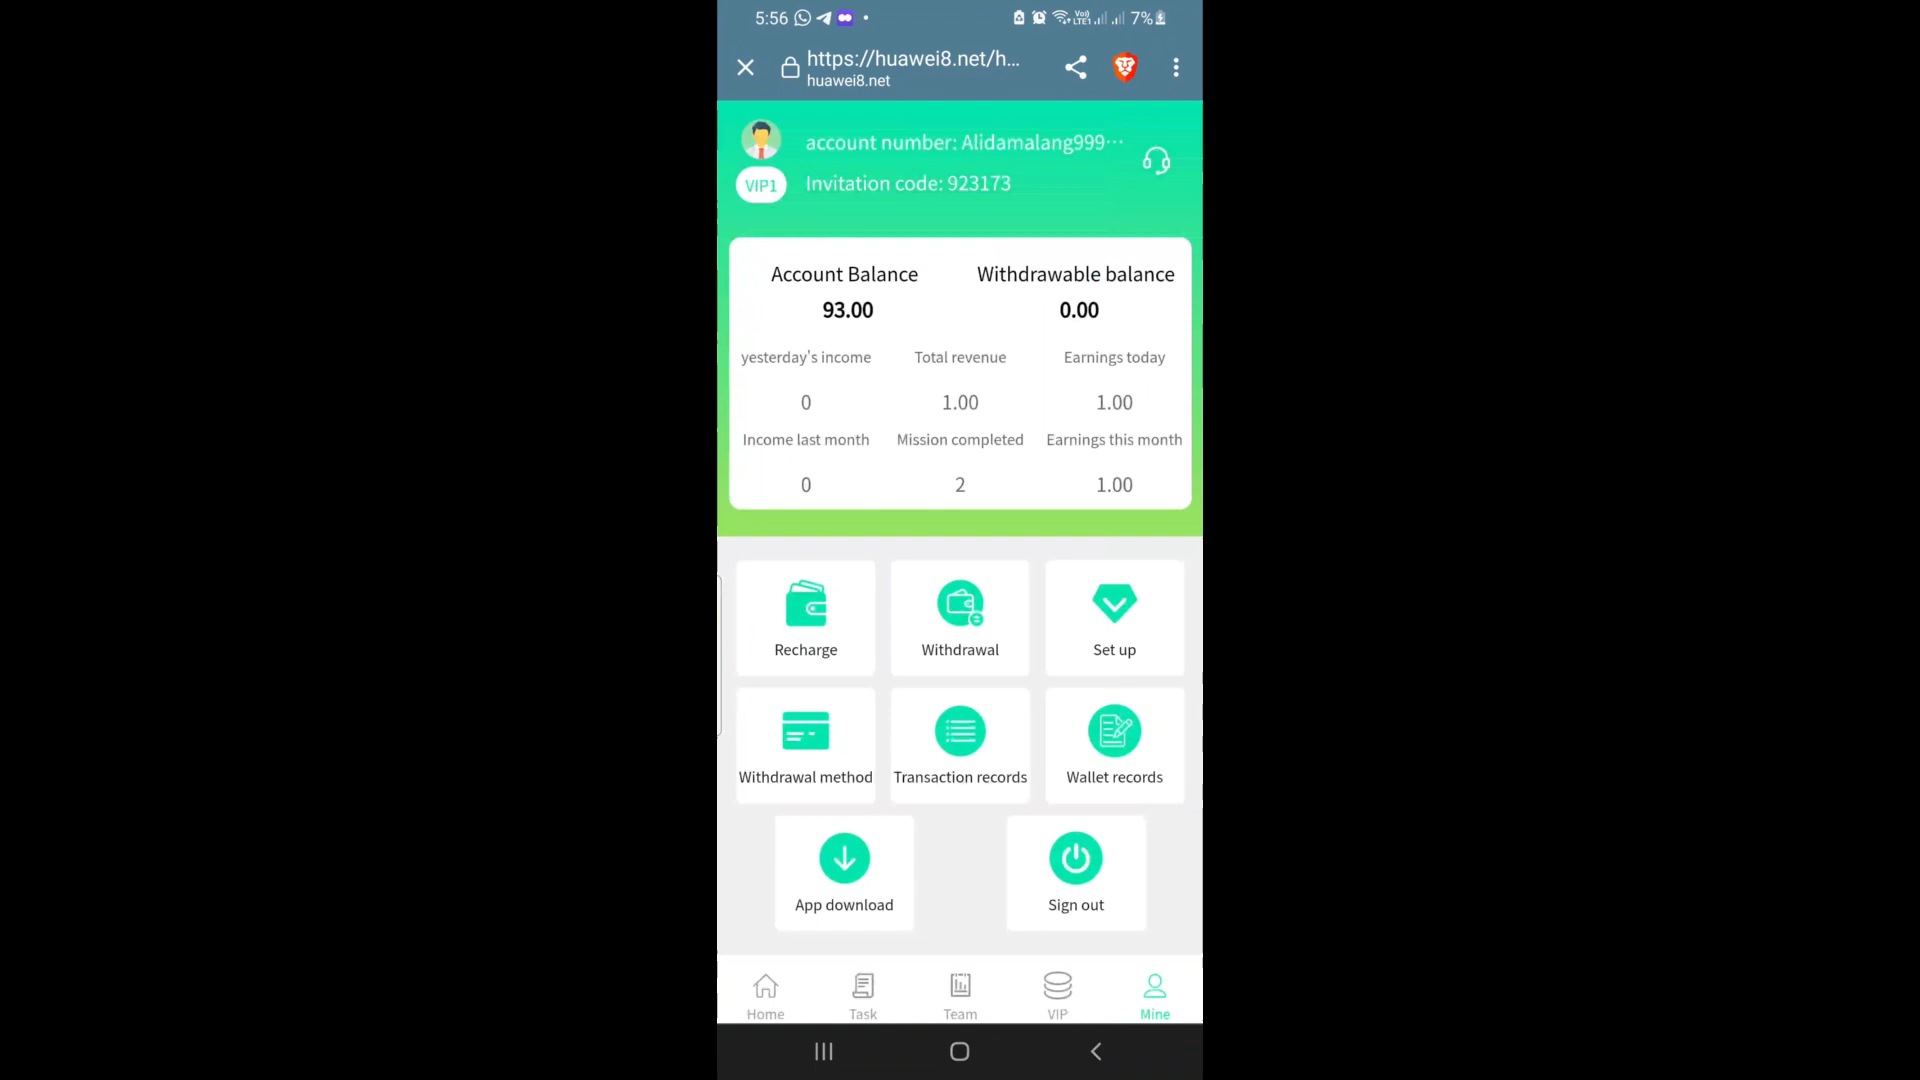 5:56
Vo)) LTE1 7%
https://huawei8.net/h...
huawei8.net
account number: Alidamalang999···
VIP1
Invitation code: 923173
Account Balance Withdrawable balance
93.00 0.00
yesterday's income Total revenue Earnings today
0 1.00 1.00
Income last month Mission completed Earnings this month
0 2 1.00
Recharge Withdrawal Set up
Withdrawal method Transaction records Wallet records
App download Sign out
Home Task Team VIP Mine